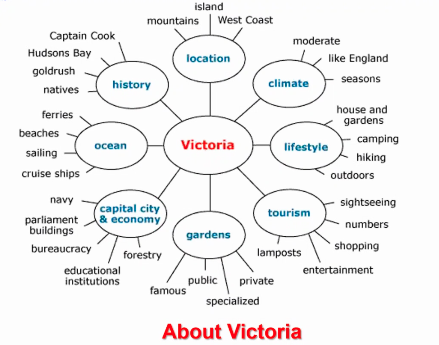 island
mountains
West Coast
location
Captain Cook
Hudsons Bay
goldrush
natives
history
moderate
like England
seasons
climate
ferries
beaches
sailing
cruise ships
ocean
Victoria
lifestyle
house and
gardens
camping
hiking
outdoors
navy
parliament
buildings
bureaucracy
educational
institutions
forestry
capital city
& economy
gardens
famous
public
specialized
private
tourism
sightseeing
numbers
shopping
entertainment
lamposts
About Victoria